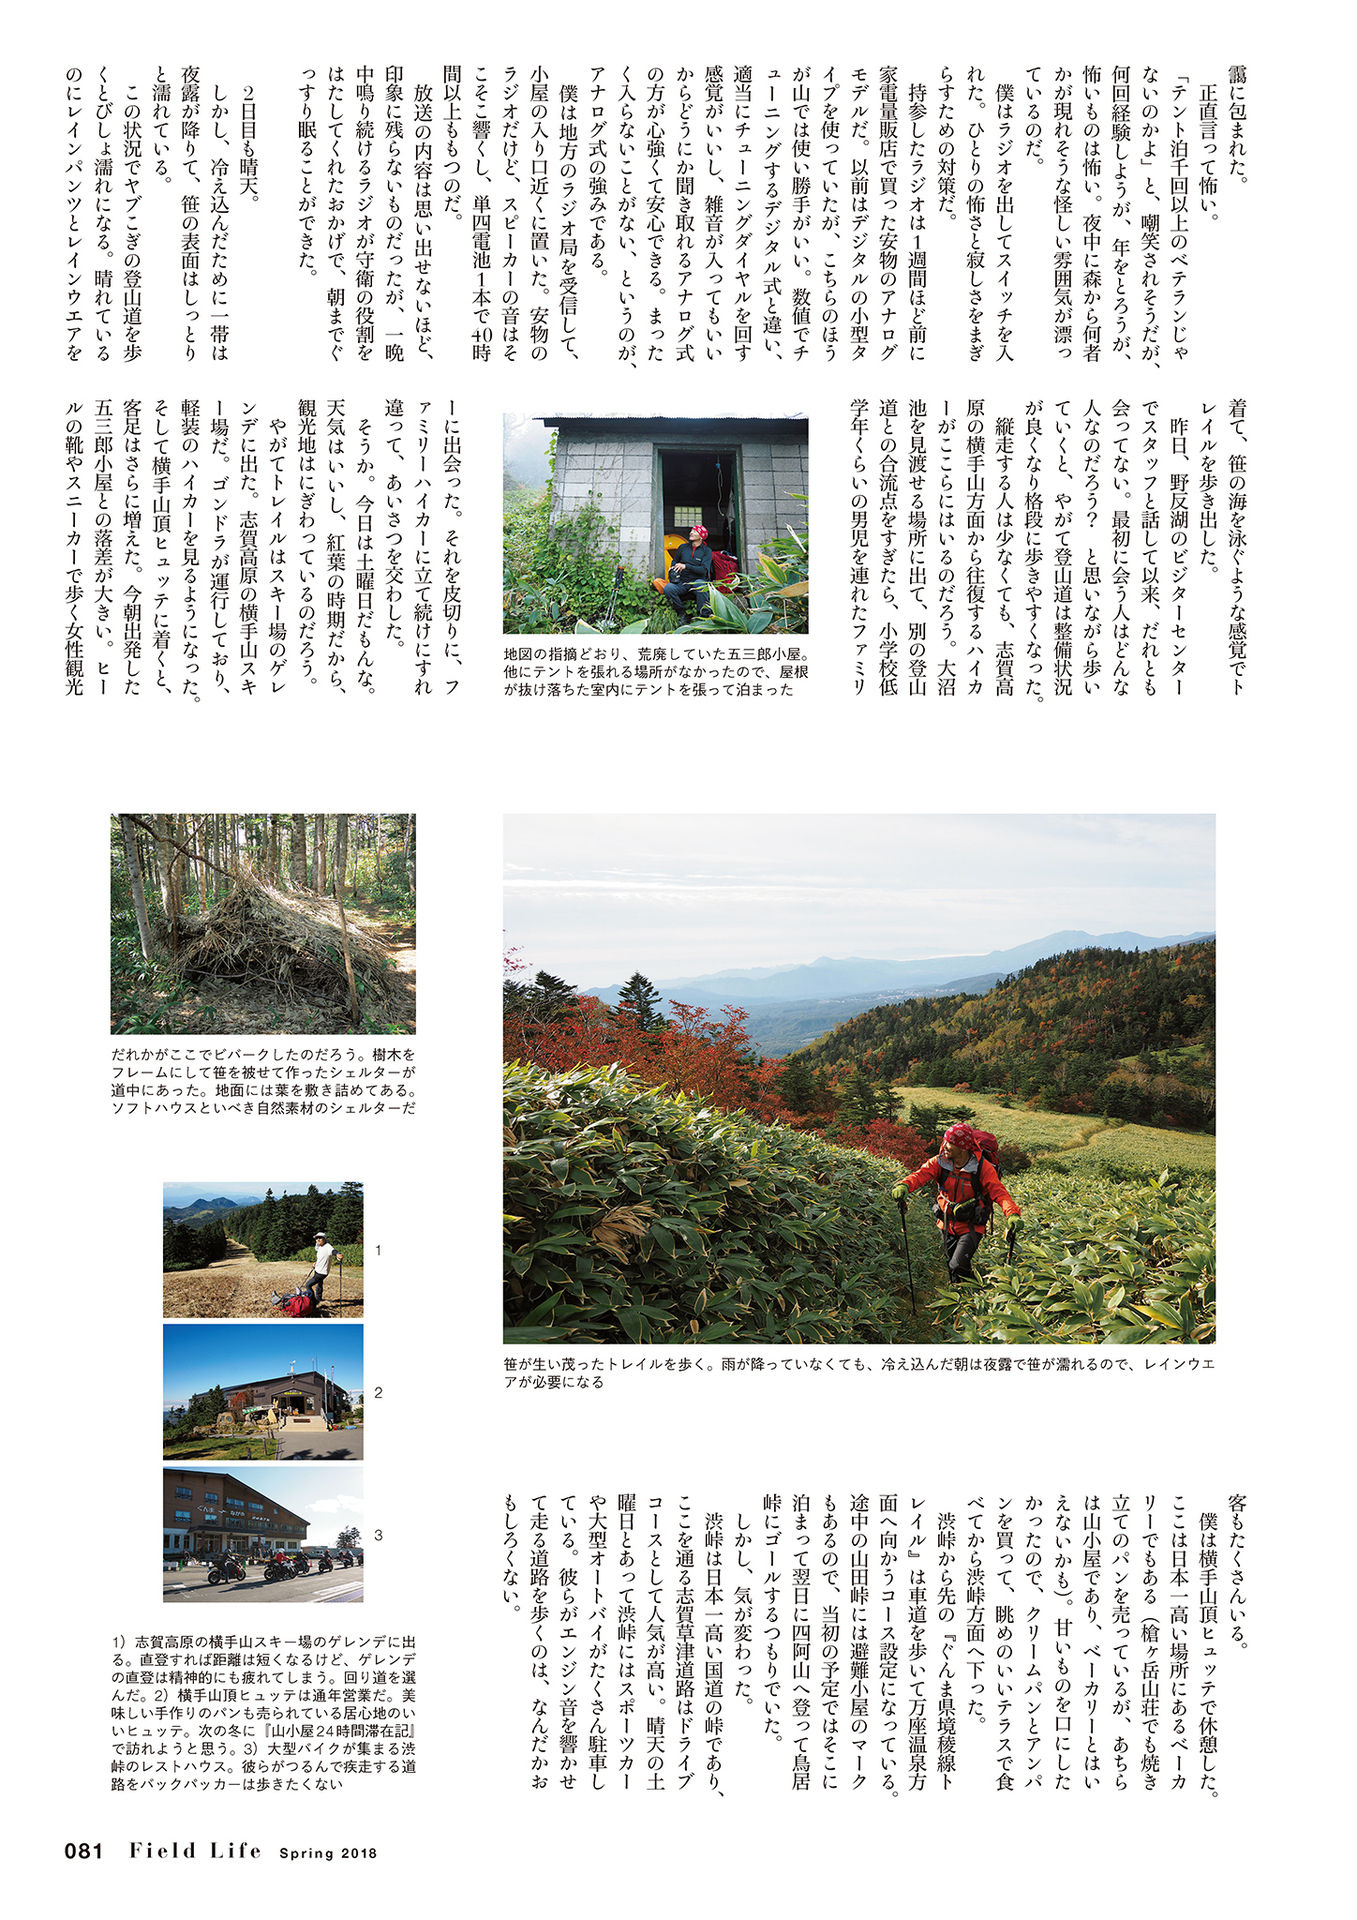 靄に包まれた。
　正直言って怖い。
「テント泊千回以上のベテランじゃ
ないのかよ」と、嘲笑されそうだが、
何回経験しようが、年をとろうが、
怖いものは怖い。夜中に森から何者
かが現れそうな怪しい雰囲気が漂っ
ているのだ。
　僕はラジオを出してスイッチを入
れた。ひとりの怖さと寂しさをまぎ
らすための対策だ。
　持参したラジオは1週間ほど前に
家電量販店で買った安物のアナログ
モデルだ。以前はデジタルの小型タ
イプを使っていたが、こちらのほう
が山では使い勝手がいい。数値でチ
ューニングするデジタル式と違い、
適当にチューニングダイヤルを回す
感覚がいいし、雑音が入ってもいい
からどうにか聞き取れるアナログ式
の方が心強くて安心できる。まった
く入らないことがない、というのが、
アナログ式の強みである。
　僕は地方のラジオ局を受信して、
小屋の入り口近くに置いた。安物の
ラジオだけど、スピーカーの音はそ
こそこ響くし、単四電池1本で40時
間以上ももつのだ。
　放送の内容は思い出せないほど、
印象に残らないものだったが、一晩
中鳴り続けるラジオが守衛の役割を
はたしてくれたおかげで、朝までぐ
っすり眠ることができた。
　2日目も晴天。
　しかし、冷え込んだために一帯は
夜露が降りて、笹の表面はしっとり
と濡れている。
　この状況でヤブこぎの登山道を歩
くとびしょ濡れになる。晴れている
のにレインパンツとレインウエアを
着て、笹の海を泳ぐような感覚でト
レイルを歩き出した。
　昨日、野反湖のビジターセンター
でスタッフと話して以来、だれとも
会ってない。最初に会う人はどんな
人なのだろう？　と思いながら歩い
ていくと、やがて登山道は整備状況
が良くなり格段に歩きやすくなった。
　縦走する人は少なくても、志賀高
原の横手山方面から往復するハイカ
ーがここらにはいるのだろう。大沼
池を見渡せる場所に出て、別の登山
道との合流点をすぎたら、小学校低
学年くらいの男児を連れたファミリ
ーに出会った。それを皮切りに、フ
ァミリーハイカーに立て続けにすれ
違って、あいさつを交わした。
　そうか。今日は土曜日だもんな。
天気はいいし、紅葉の時期だから、
観光地はにぎわっているのだろう。
　やがてトレイルはスキー場のゲレ
ンデに出た。志賀高原の横手山スキ
ー場だ。ゴンドラが運行しており、
軽装のハイカーを見るようになった。
そして横手山頂ヒュッテに着くと、
客足はさらに増えた。今朝出発した
五三郎小屋との落差が大きい。ヒー
ルの靴やスニーカーで歩く女性観光
地図の指摘どおり、荒廃していた五三郎小屋。
他にテントを張れる場所がなかったので、屋根
が抜け落ちた室内にテントを張って泊まった
だれかがここでビバークしたのだろう。樹木を
フレームにして笹を被せて作ったシェルターが
道中にあった。地面には葉を敷き詰めてある。
ソフトハウスといべき自然素材のシェルターだ
笹が生い茂ったトレイルを歩く。雨が降っていなくても、冷え込んだ朝は夜露で笹が濡れるので、レインウエ
アが必要になる
1
2
3
ぐんま
ながの
客もたくさんいる。
　僕は横手山頂ヒュッテで休憩した。
ここは日本一高い場所にあるベーカ
リーでもある（槍ヶ岳山荘でも焼き
立てのパンを売っているが、あちら
は山小屋であり、ベーカリーとはい
えないかも）。甘いものを口にした
かったので、クリームパンとアンパ
ンを買って、眺めのいいテラスで食
べてから渋峠方面へ下った。
　渋峠から先の『ぐんま県境稜線ト
レイル』は車道を歩いて万座温泉方
面へ向かうコース設定になっている。
途中の山田峠には避難小屋のマーク
もあるので、当初の予定ではそこに
泊まって翌日に四阿山へ登って鳥居
峠にゴールするつもりでいた。
　しかし、気が変わった。
　渋峠は日本一高い国道の峠であり、
ここを通る志賀草津道路はドライブ
コースとして人気が高い。晴天の土
曜日とあって渋峠にはスポーツカー
や大型オートバイがたくさん駐車し
ている。彼らがエンジン音を響かせ
て走る道路を歩くのは、なんだかお
もしろくない。
1）志賀高原の横手山スキー場のゲレンデに出
る。直登すれば距離は短くなるけど、ゲレンデ
の直登は精神的にも疲れてしまう。回り道を選
んだ。2）横手山頂ヒュッテは通年営業だ。美
味しい手作りのパンも売られている居心地のい
いヒュッテ。次の冬に『山小屋24時間滞在記』
で訪れようと思う。3）大型バイクが集まる渋
峠のレストハウス。彼らがつるんで疾走する道
路をバックパッカーは歩きたくない
081 Field Life Spring 2018